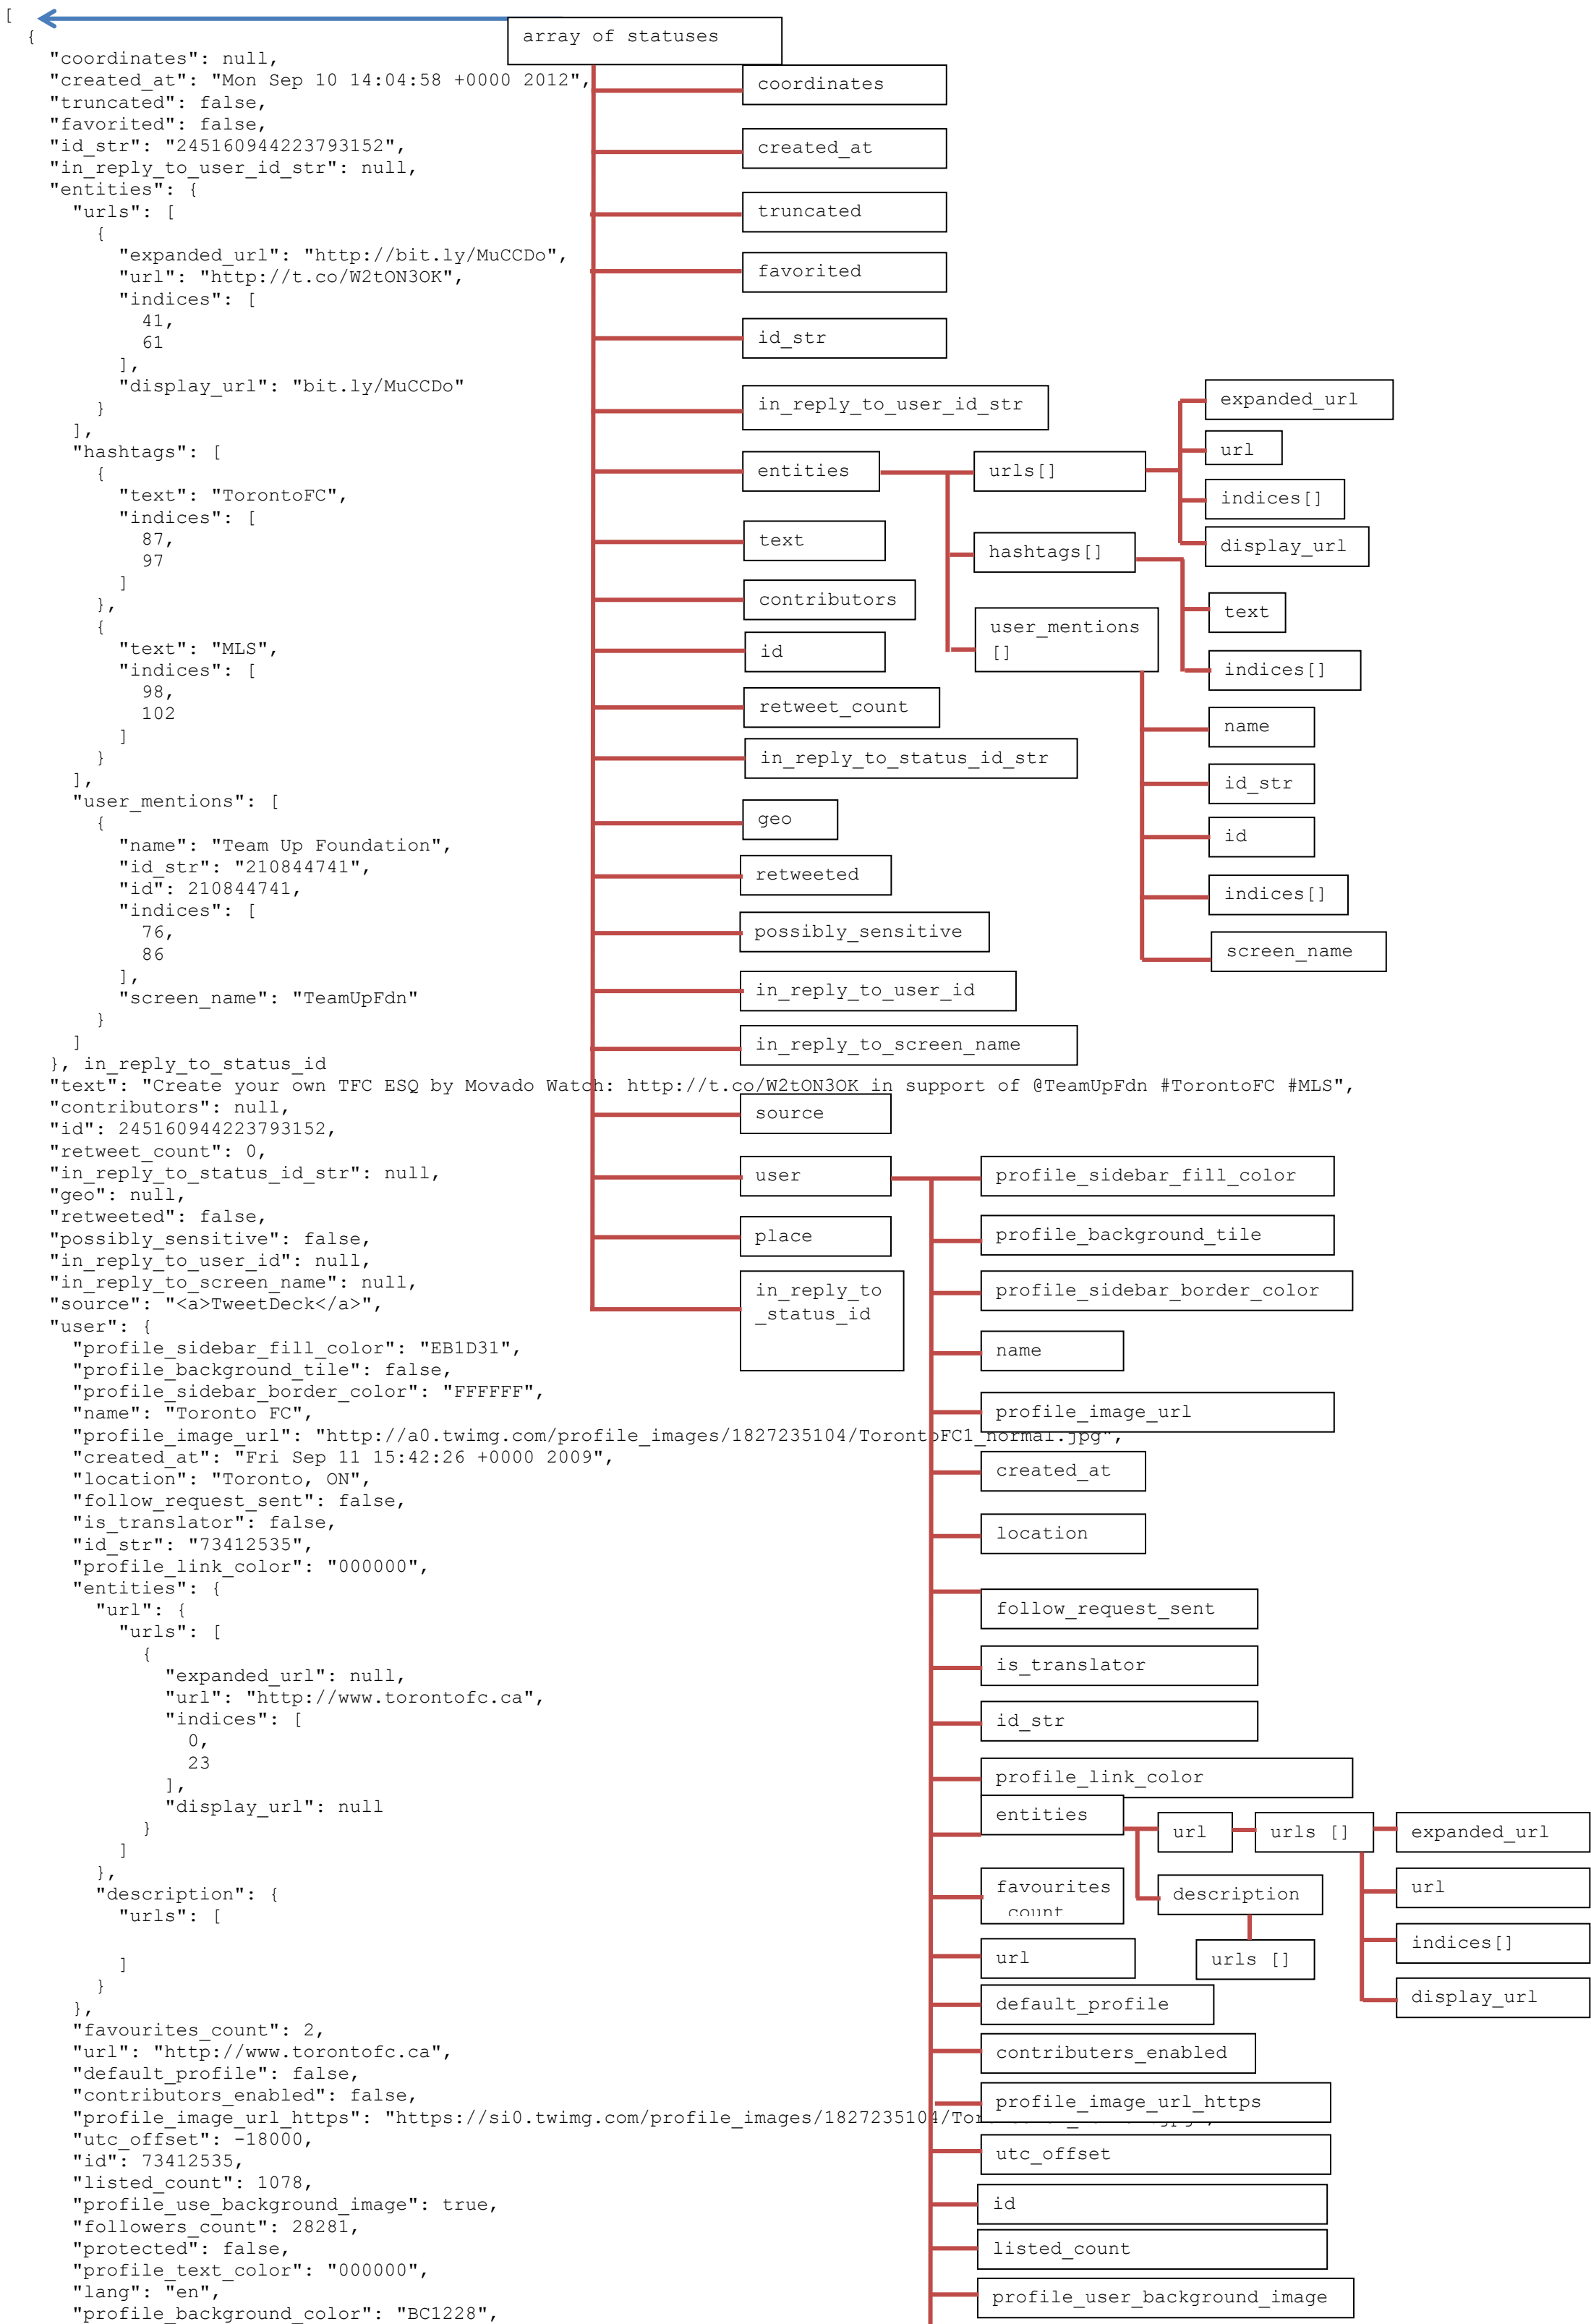 [
{
"coordinates": null,
"created_at": "Mon Sep 10 14:04:58 +0000 2012",
"truncated": false,
"favorited": false,
"id_str": "245160944223793152",
"in_reply_to_user_id_str": null,
"entities": {
"urls": [
{
"expanded_url": "http://bit.ly/MuCCDo",
"url": "http://t.co/W2tON3OK",
"indices": [
41,
61
],
"display_url": "bit.ly/MuCCDo"
}
],
"hashtags": [
{
"text": "TorontoFC",
"indices": [
87,
97
]
},
{
"text": "MLS",
"indices": [
98,
102
]
}
],
"user_mentions": [
{
"name": "Team Up Foundation",
"id_str": "210844741",
"id": 210844741,
"indices": [
76,
86
],
"screen_name": "TeamUpFdn"
}
]
}, in_reply_to_status_id
"text": "Create your own TFC ESQ by Movado Watch: http://t.co/W2tON3OK in support of @TeamUpFdn #TorontoFC #MLS",
"contributors": null,
"id": 245160944223793152,
"retweet_count": 0,
"in_reply_to_status_id_str": null,
"geo": null,
"retweeted": false,
"possibly_sensitive": false,
"in_reply_to_user_id": null,
"in_reply_to_screen_name": null,
"source": "<a>TweetDeck</a>",
"user": {
"profile_sidebar_fill_color": "EB1D31",
"profile_background_tile": false,
"profile_sidebar_border_color": "FFFFFF",
"name": "Toronto FC",
"profile_image_url": "http://a0.twimg.com/profile_images/1827235104/TorontoFC1_normal.jpg",
"created_at": "Fri Sep 11 15:42:26 +0000 2009",
"location": "Toronto, ON",
"follow_request_sent": false,
"is_translator": false,
"id_str": "73412535",
"profile_link_color": "000000",
"entities": {
"url": {
"urls": [
{
"expanded_url": null,
"url": "http://www.torontofc.ca",
"indices": [
0,
23
],
"display_url": null
}
]
},
"description": {
"urls": [
]
}
},
"favourites_count": 2,
"url": "http://www.torontofc.ca",
"default_profile": false,
"contributors_enabled": false,
"profile_image_url_https": "https://si0.twimg.com/profile_images/1827235104/
"utc_offset": -18000,
"id": 73412535,
"listed_count": 1078,
"profile_use_background_image": true,
"followers_count": 28281,
"protected": false,
"profile_text_color": "000000",
"lang": "en",
"profile_background_color": "BC1228",
array of statuses
coordinates
created_at
truncated
favorited
id_str
in_reply_to_user_id_str
entities
text
contributors
id
retweet_count
in_reply_to_status_id_str
geo
retweeted
possibly_sensitive
in_reply_to_user_id
in_reply_to_screen_name
source
user
place
in_reply_to
_status_id
urls[]
hashtags[]
user_mentions
[]
expanded_url
url
indices[]
display_url
text
indices[]
name
id_str
id
indices[]
screen_name
profile_sidebar_fill_color
profile_background_tile
profile_sidebar_border_color
name
profile_image_url
created_at
location
follow_request_sent
is_translator
id_str
profile_link_color
entities
favourites
_count
url
default_profile
contributers_enabled
profile_image_url_https
utc_offset
id
listed_count
profile_user_background_image
url
urls []
description
urls []
expanded_url
url
indices[]
display_url